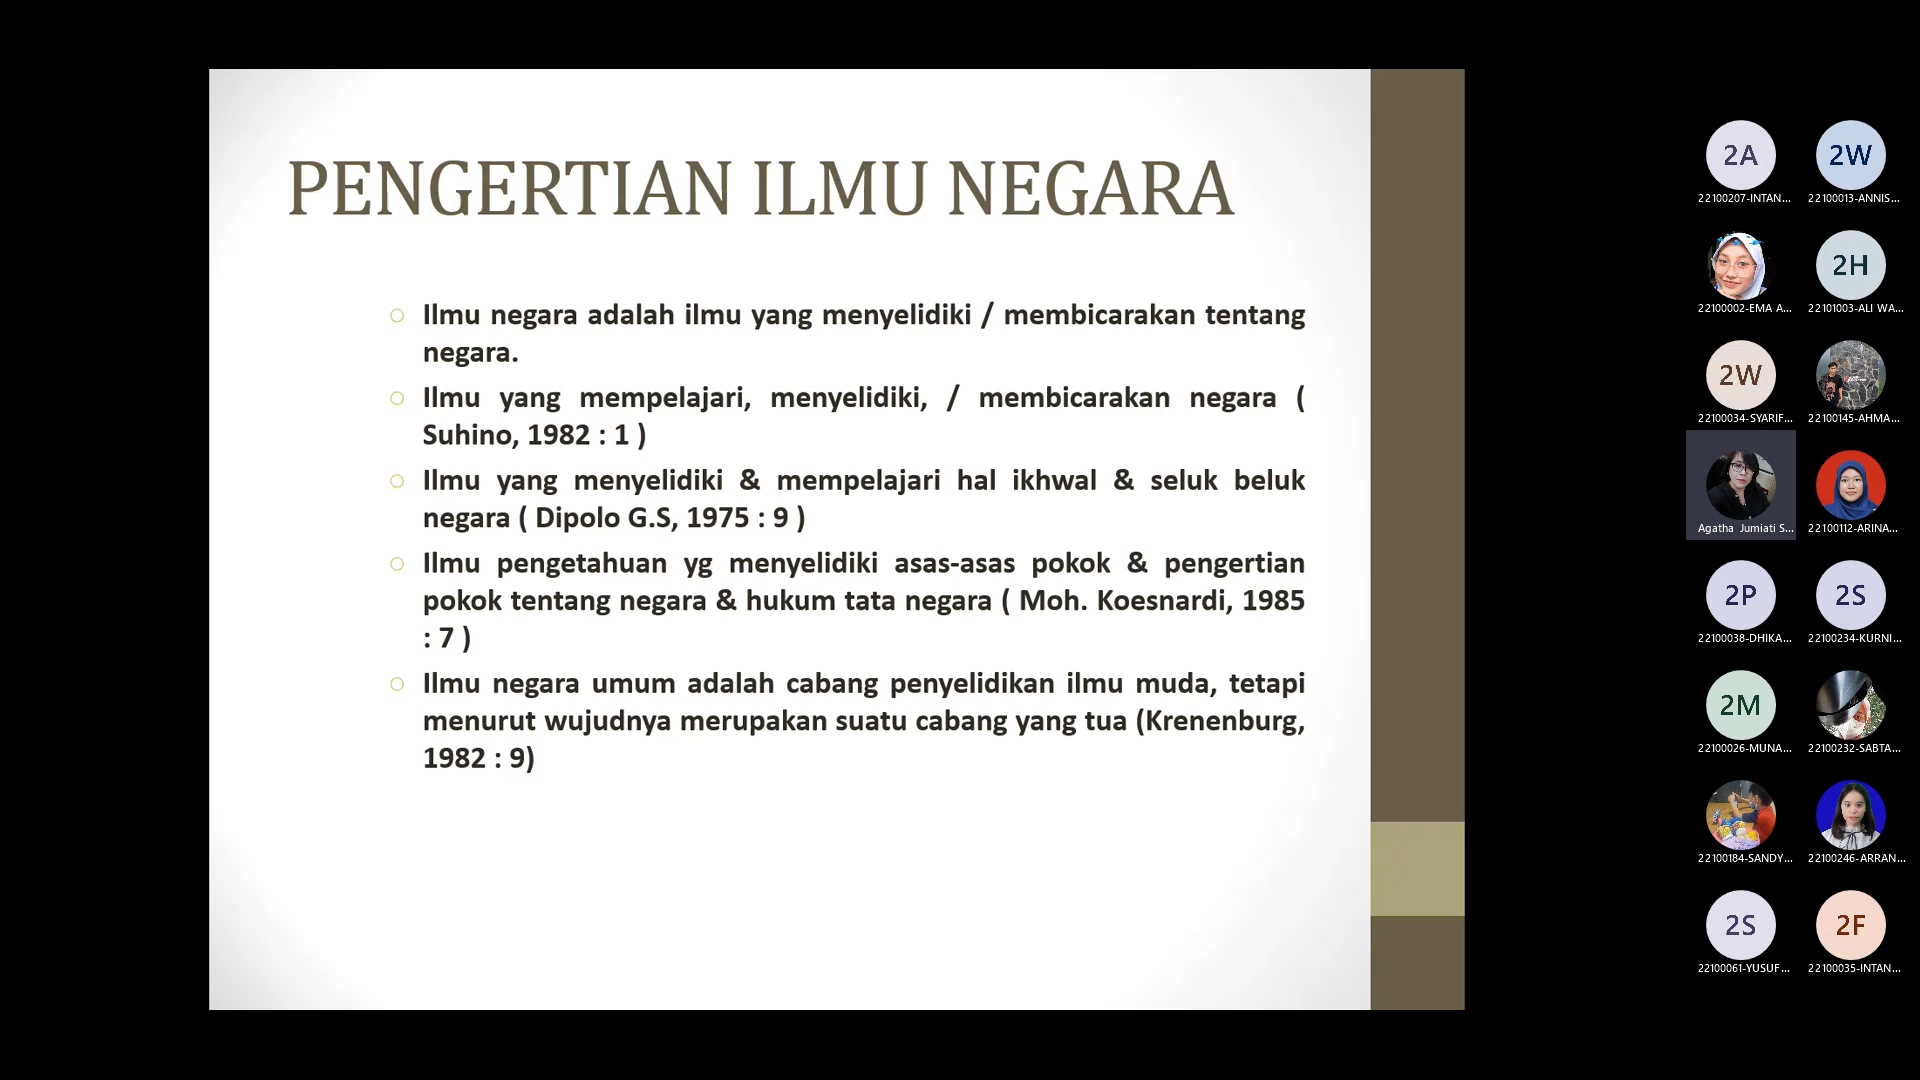 PENGERTIAN ILMU NEGARA
Ilmu negara adalah ilmu yang menyelidiki / membicarakan tentang
negara.
Ilmu yang mempelajari, menyelidiki, / membicarakan negara (
Suhino, 1982 : 1 )
Ilmu yang menyelidiki & mempelajari hal ikhwal & seluk beluk
negara ( Dipolo G.S, 1975 : 9 )
Ilmu pengetahuan yg menyelidiki asas-asas pokok & pengertian
pokok tentang negara & hukum tata negara ( Moh. Koesnardi, 1985
: 7 )
Ilmu negara umum adalah cabang penyelidikan ilmu muda, tetapi
menurut wujudnya merupakan suatu cabang yang tua (Krenenburg,
1982 : 9)
2A
22100207-INTAN...
2W
22100013-ANNIS...
22100002-EMA A...
2H
22101003-ALI WA...
2W
22100034-SYARIF...
22100145-AHMA...
Agatha Jumiati S...
22100112-ARINA...
2P
22100038-DHIKA...
2S
22100234-KURNI...
2M
22100026-MUNA...
22100232-SABTA...
22100184-SANDY...
22100246-ARRAN...
2S
22100061-YUSUF...
2F
22100035-INTAN...